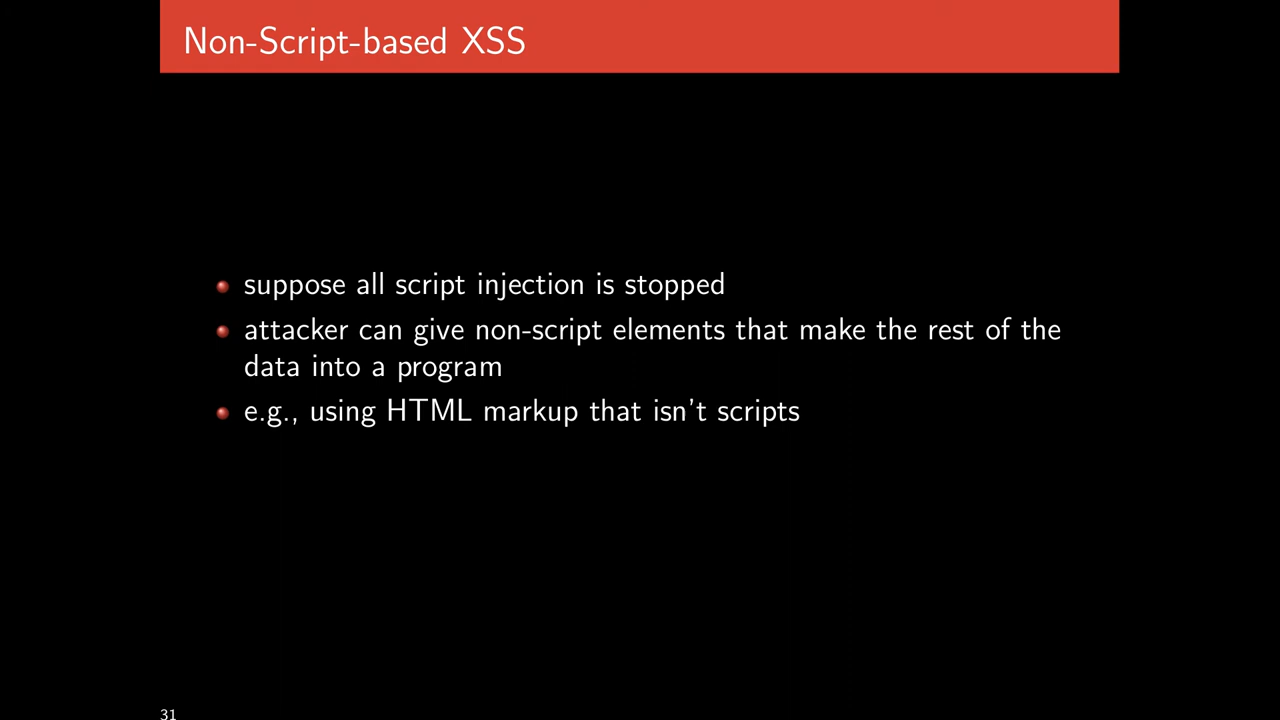 Non-Script-based XSS
suppose all script injection is stopped
attacker can give non-script elements that make the rest of the
data into a program
e.g., using HTML markup that isn't scripts
31